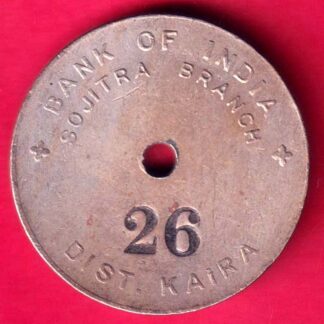 BANK OF INDIA
SOJITRA BRANCH
26
DIST. KAIRA